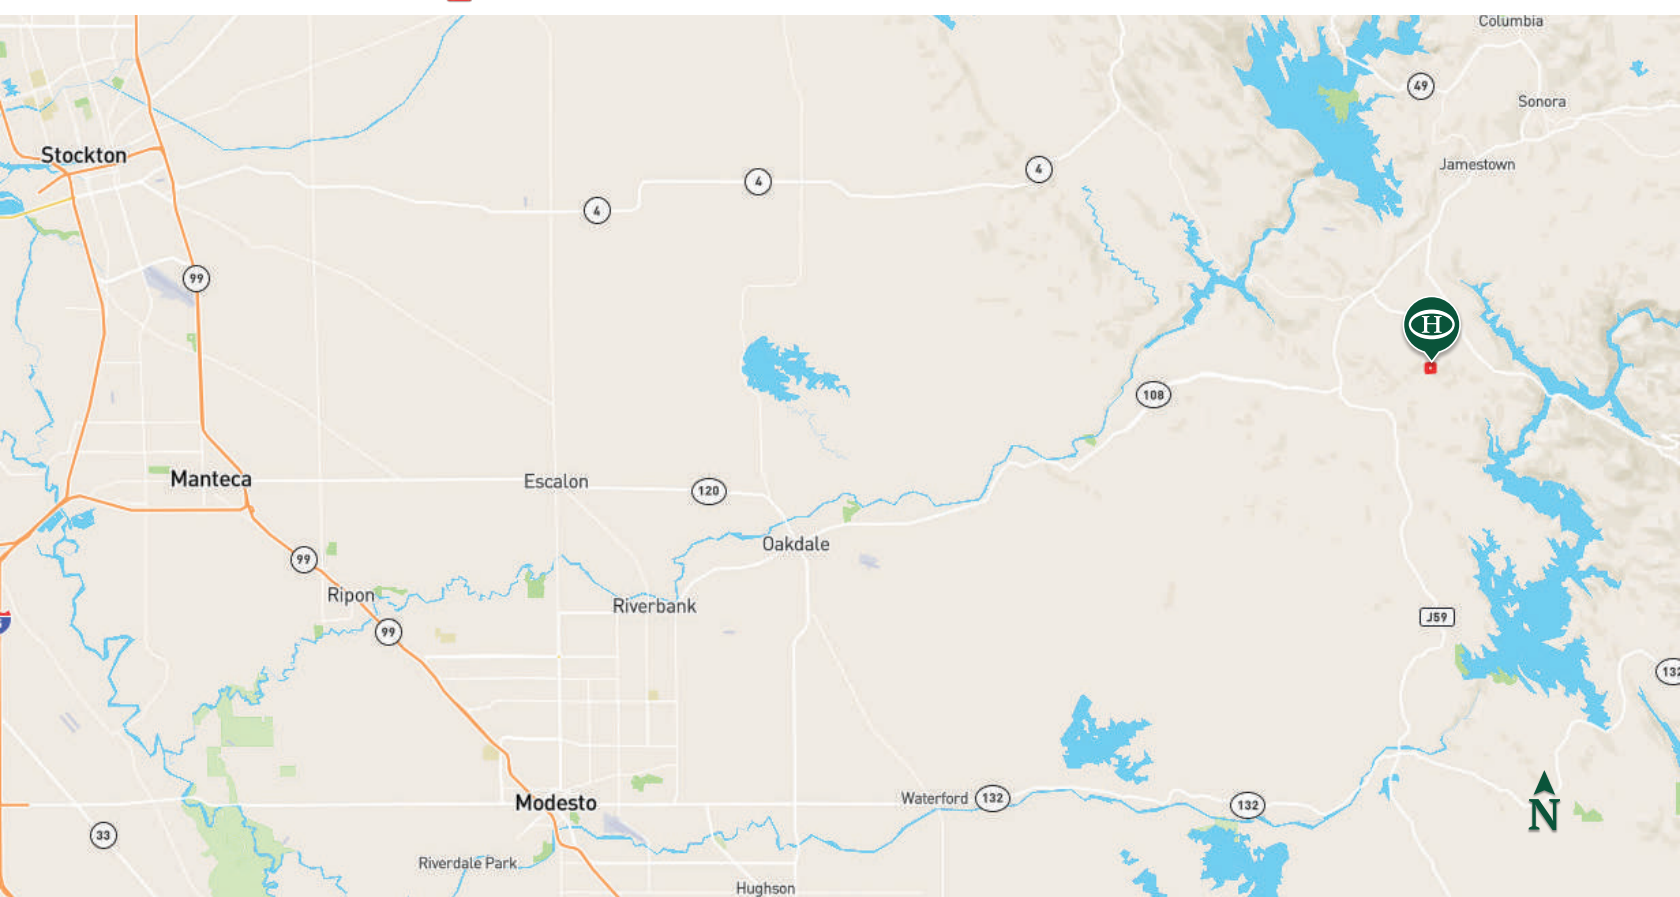 Columbia
49
Sonora
Stockton
Jamestown
4
4
4
99
H
108
Manteca
Escalon
120
Oakdale
99
Ripon
Riverbank
99
J59
132
Modesto
Waterford
132
132
N
33
Riverdale Park
Hughson